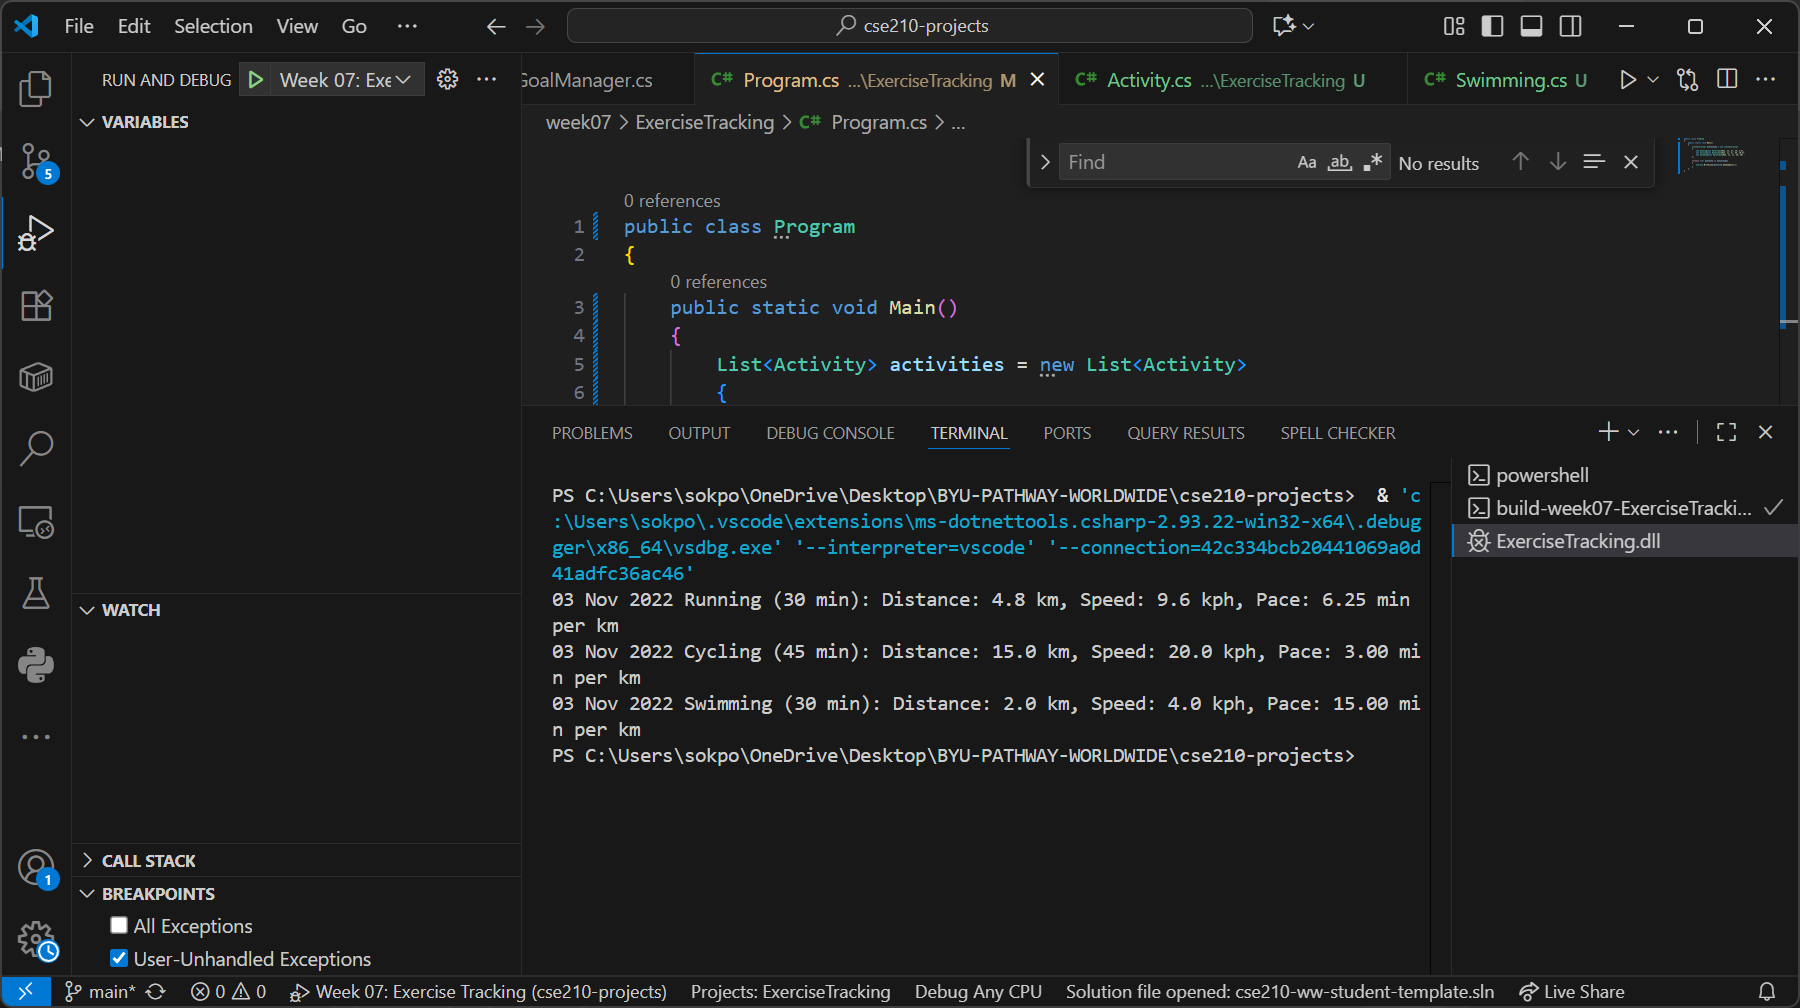 File Edit Selection View Go ···
cse210-projects
RUN AND DEBUG Week 07: Exe
GoalManager.cs Program.cs ...\ExerciseTracking M Activity.cs ...\ExerciseTracking U Swimming.cs U
week07 > ExerciseTracking > C# Program.cs > ...
VARIABLES
Find Aa ab .* No results
0 references
1 public class Program
2 {
0 references
3 public static void Main()
4 {
5 List<Activity> activities = new List<Activity>
6 {
PROBLEMS OUTPUT DEBUG CONSOLE TERMINAL PORTS QUERY RESULTS SPELL CHECKER
PS C:\Users\sokpo\OneDrive\Desktop\BYU-PATHWAY-WORLDWIDE\cse210-projects>  & 'c
:\Users\sokpo\.vscode\extensions\ms-dotnettools.csharp-2.93.22-win32-x64\.debug
ger\x86_64\vsdbg.exe' '--interpreter=vscode' '--connection=42c334bcb20441069a0d
41adfc36ac46'
03 Nov 2022 Running (30 min): Distance: 4.8 km, Speed: 9.6 kph, Pace: 6.25 min
per km
03 Nov 2022 Cycling (45 min): Distance: 15.0 km, Speed: 20.0 kph, Pace: 3.00 mi
n per km
03 Nov 2022 Swimming (30 min): Distance: 2.0 km, Speed: 4.0 kph, Pace: 15.00 mi
n per km
PS C:\Users\sokpo\OneDrive\Desktop\BYU-PATHWAY-WORLDWIDE\cse210-projects>
powershell
build-week07-ExerciseTracki...
ExerciseTracking.dll
WATCH
CALL STACK
BREAKPOINTS
All Exceptions
User-Unhandled Exceptions
5
1
main* 0 0 Week 07: Exercise Tracking (cse210-projects) Projects: ExerciseTracking Debug Any CPU Solution file opened: cse210-ww-student-template.sln Live Share